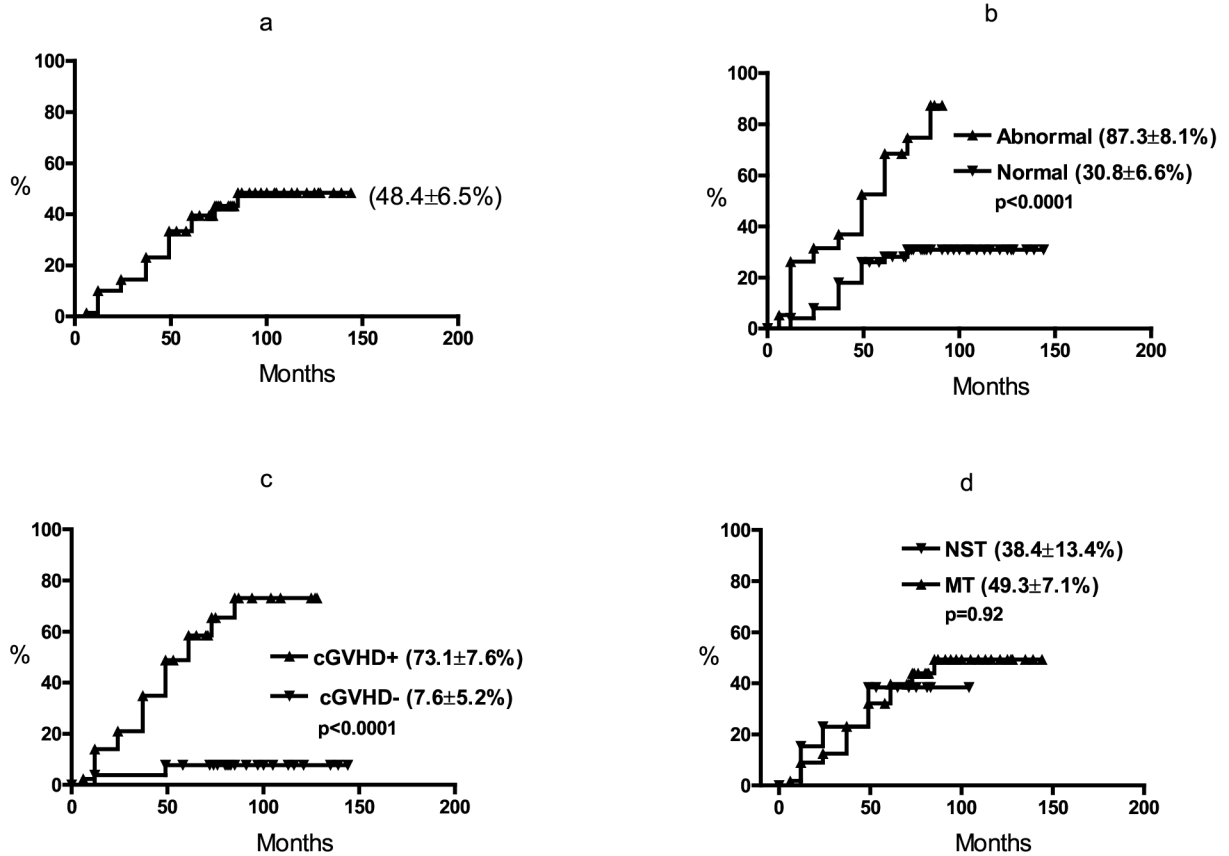 a
100
80
60
40
20
0
%
(48.4±6.5%)
0 50 100 150 200
Months
b
100
80
60
40
20
0
%
Abnormal (87.3±8.1%)
Normal (30.8±6.6%)
p<0.0001
0 50 100 150 200
Months
c
100
80
60
40
20
0
%
cGVHD+ (73.1±7.6%)
cGVHD- (7.6±5.2%)
p<0.0001
0 50 100 150 200
Months
d
100
80
60
40
20
0
%
NST (38.4±13.4%)
MT (49.3±7.1%)
p=0.92
0 50 100 150 200
Months